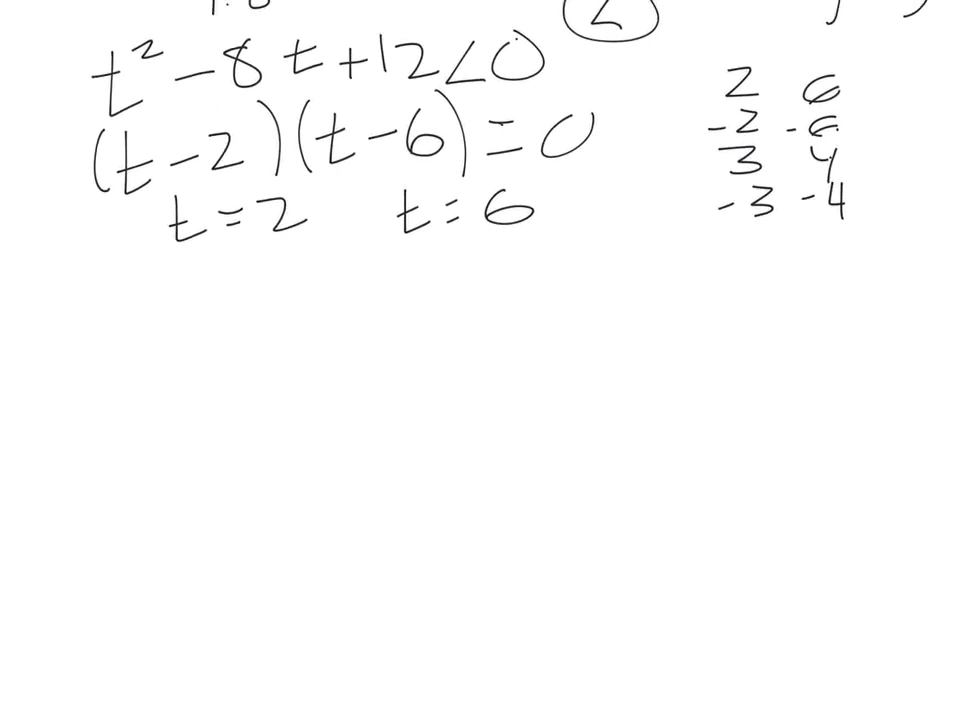 t² - 8t + 12 < 0
(t - 2)(t - 6) = 0
t = 2 t = 6
2 6
-2 -6
3 4
-3 -4